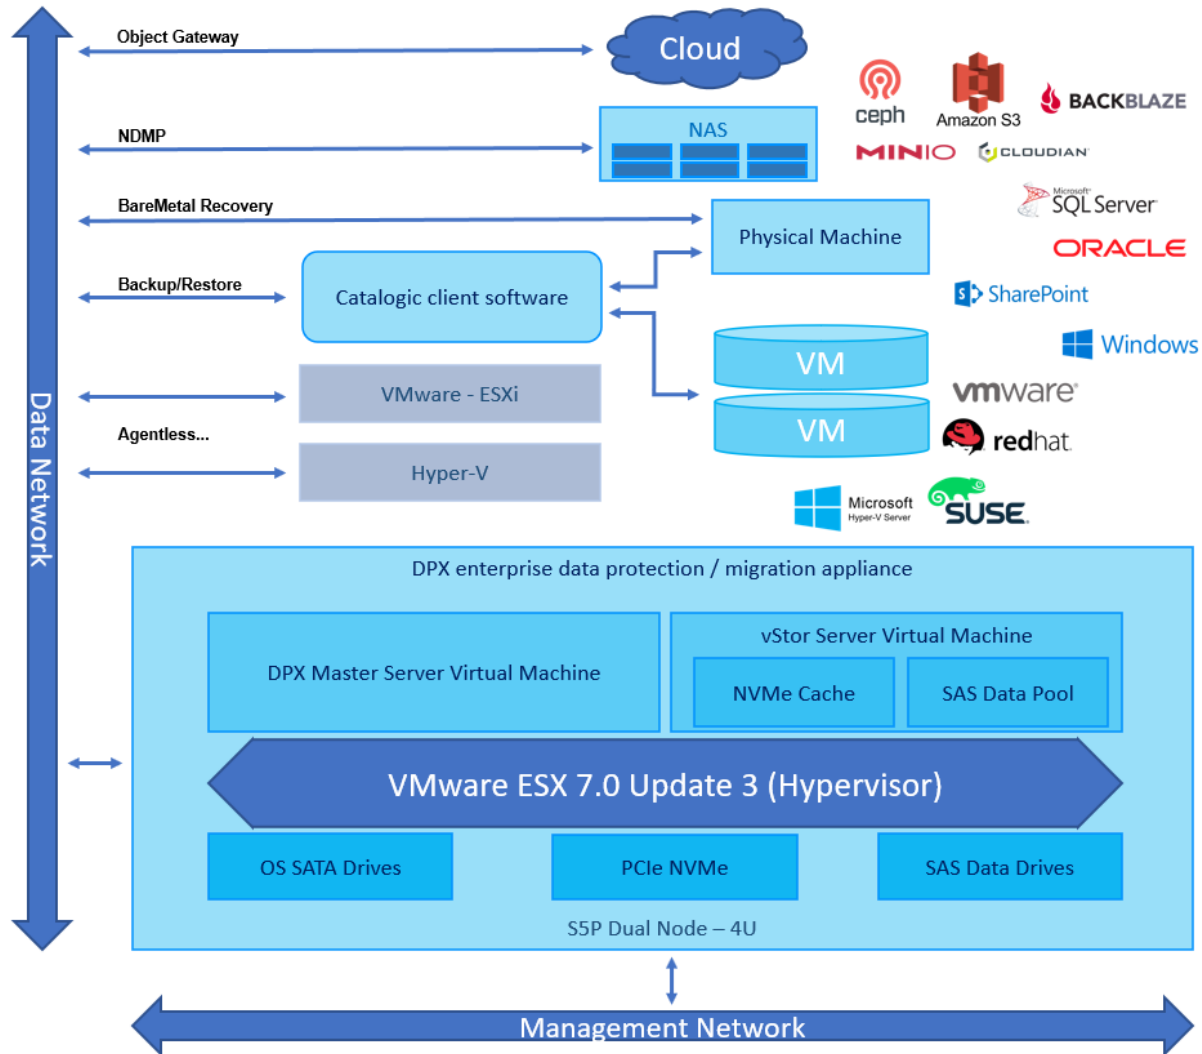 Object Gateway
Cloud
ceph
Amazon S3
BACKBLAZE
NDMP
NAS
MINIO
CLOUDIAN
BareMetal Recovery
Physical Machine
Microsoft
SQL Server
ORACLE
Backup/Restore
Catalogic client software
S
SharePoint
Windows
VM
VMware - ESXi
vmware
Agentless...
VM
redhat
Hyper-V
Microsoft
Hyper-V Server
SUSE
Data Network
DPX enterprise data protection / migration appliance
DPX Master Server Virtual Machine
vStor Server Virtual Machine
NVMe Cache
SAS Data Pool
VMware ESX 7.0 Update 3 (Hypervisor)
OS SATA Drives
PCIe NVMe
SAS Data Drives
S5P Dual Node – 4U
Management Network